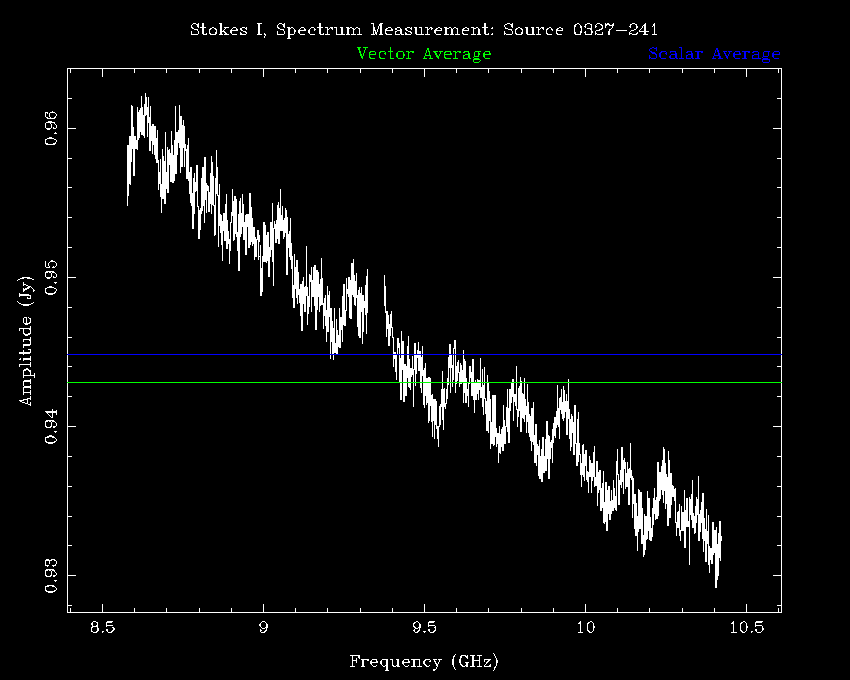 Stokes I, Spectrum Measurement: Source 0327−241
Vector Average Scalar Average
0.96
0.95
0.94
0.93
Amplitude (Jy)
8.5 9 9.5 10 10.5
Frequency (GHz)